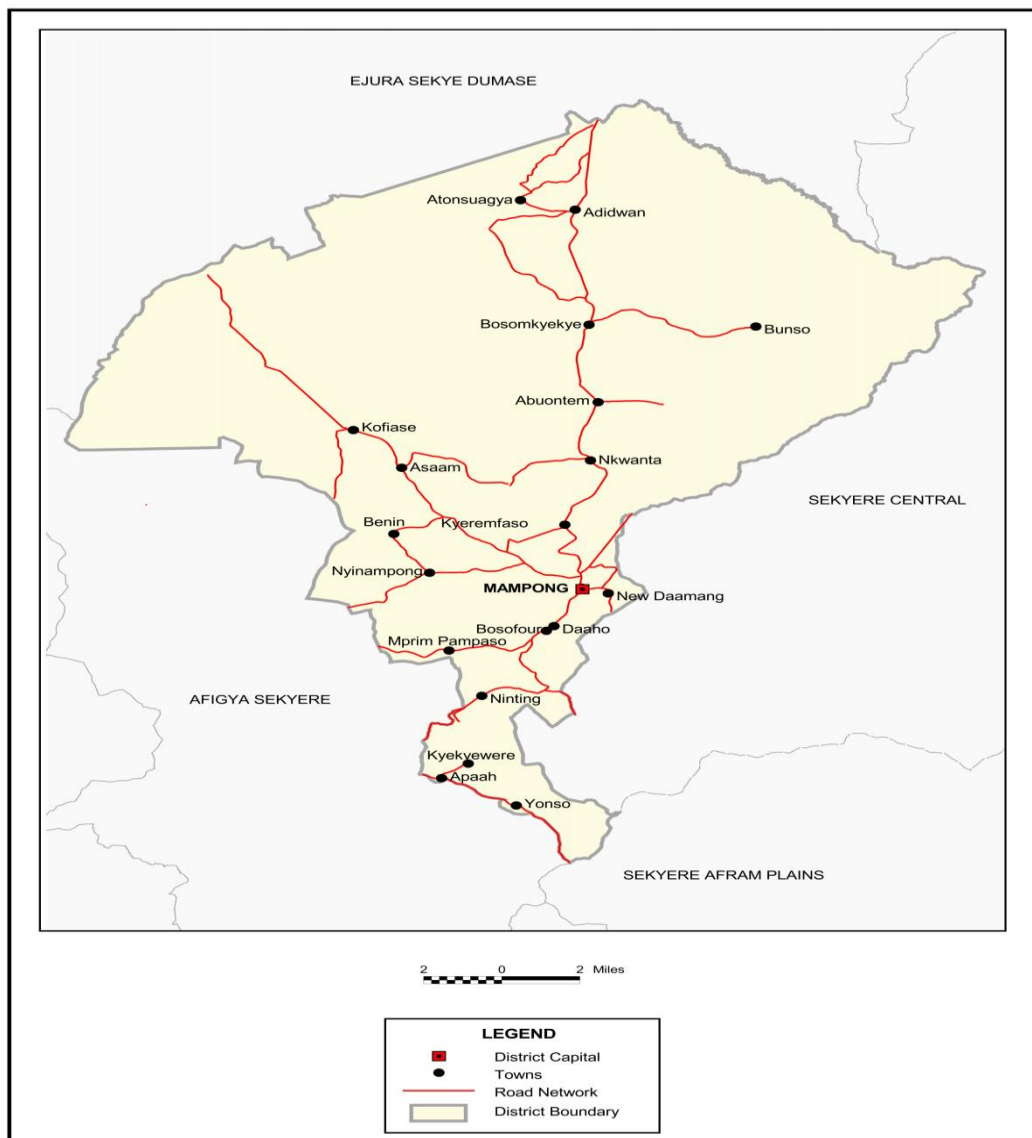 EJURA SEKYE DUMASE
Atonsuagya
Adidwan
Bosomkyekye
Bunso
Abuontem
Kofiase
Nkwanta
Asaam
SEKYERE CENTRAL
Benin
Kyeremfaso
Nyinampong
MAMPONG
New Daamang
Bosofour
Daaho
Mprim Pampaso
AFIGYA SEKYERE
Ninting
Kyekyewere
Apaah
Yonso
SEKYERE AFRAM PLAINS
2 0 2 Miles
LEGEND
District Capital
Towns
Road Network
District Boundary